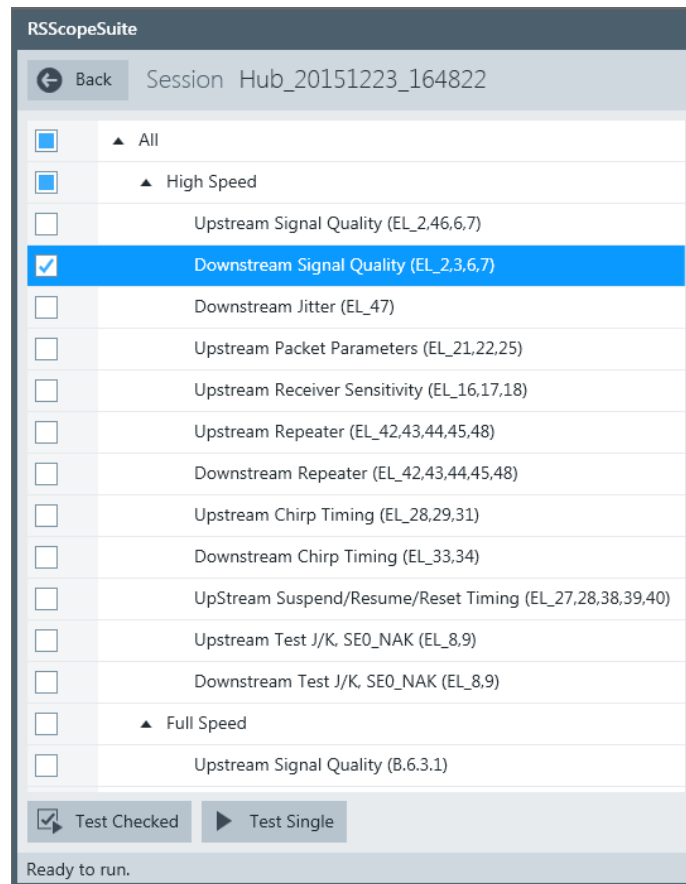 RSScopeSuite
Back Session Hub_20151223_164822
All
High Speed
Upstream Signal Quality (EL_2,46,6,7)
Downstream Signal Quality (EL_2,3,6,7)
Downstream Jitter (EL_47)
Upstream Packet Parameters (EL_21,22,25)
Upstream Receiver Sensitivity (EL_16,17,18)
Upstream Repeater (EL_42,43,44,45,48)
Downstream Repeater (EL_42,43,44,45,48)
Upstream Chirp Timing (EL_28,29,31)
Downstream Chirp Timing (EL_33,34)
UpStream Suspend/Resume/Reset Timing (EL_27,28,38,39,40)
Upstream Test J/K, SE0_NAK (EL_8,9)
Downstream Test J/K, SE0_NAK (EL_8,9)
Full Speed
Upstream Signal Quality (B.6.3.1)
Test Checked Test Single
Ready to run.